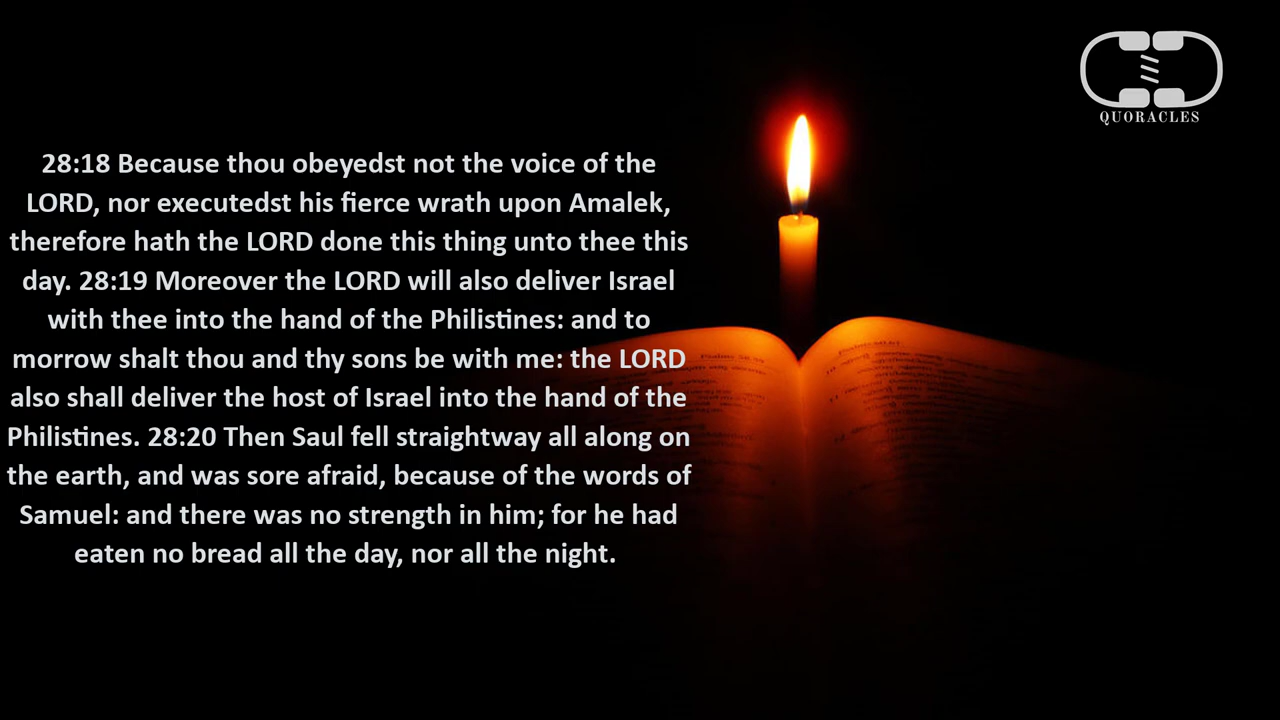 QUORACLES
28:18 Because thou obeyedst not the voice of the
LORD, nor executedst his fierce wrath upon Amalek,
therefore hath the LORD done this thing unto thee this
day. 28:19 Moreover the LORD will also deliver Israel
with thee into the hand of the Philistines: and to
morrow shalt thou and thy sons be with me: the LORD
also shall deliver the host of Israel into the hand of the
Philistines. 28:20 Then Saul fell straightway all along on
the earth, and was sore afraid, because of the words of
Samuel: and there was no strength in him; for he had
eaten no bread all the day, nor all the night.